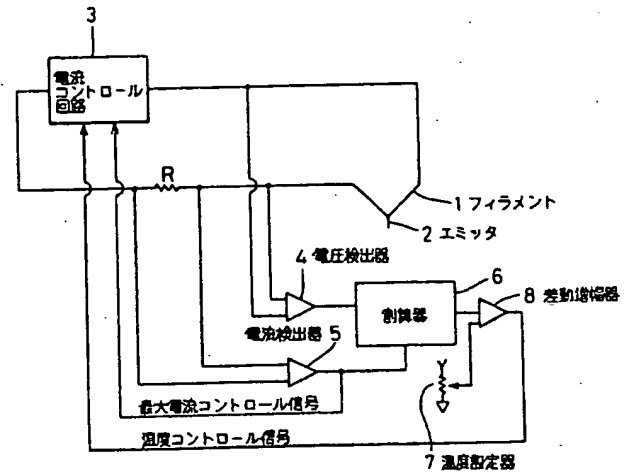 3
電流
コントロール
回路
R
1 フィラメント
2 エミッタ
4 電圧検出器
6
8 差動増幅器
割算器
電流検出器 5
最大電流コントロール信号
温度コントロール信号
7 温度設定器